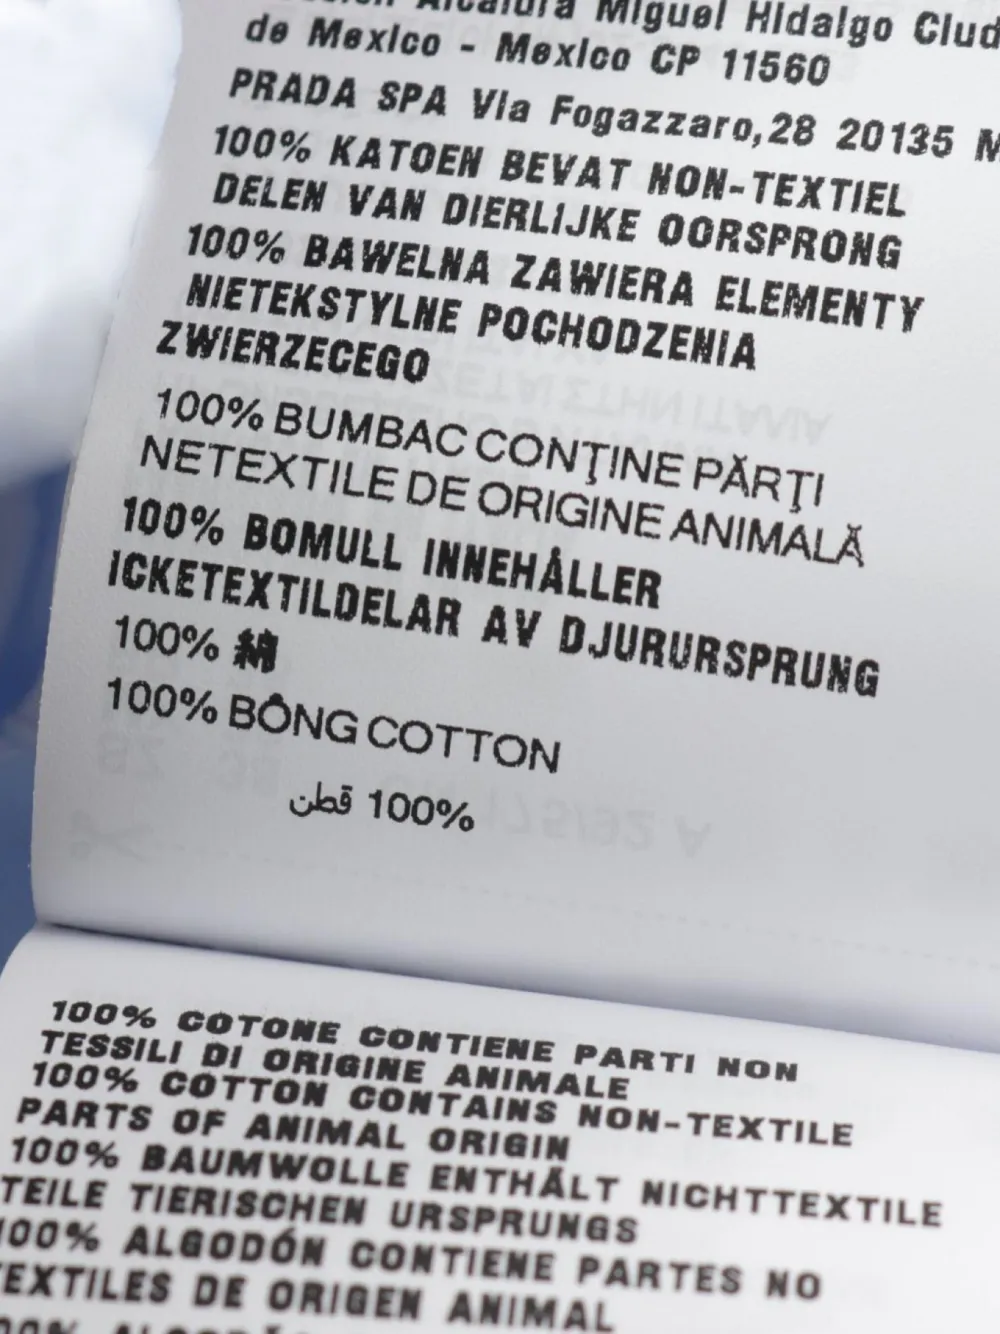 Alcaldia Miguel Hidalgo
de Mexico - Mexico CP 11560
PRADA SPA Via Fogazzaro,28 20135
100% KATOEN BEVAT NON-TEXTIEL
DELEN VAN DIERLIJKE OORSPRONG
100% BAWELNA ZAWIERA ELEMENTY
NIETEKSTYLNE POCHODZENIA
ZWIERZECEGO
100% BUMBAC CONŢINE PĂRŢI
NETEXTILE DE ORIGINE ANIMALĂ
100% BOMULL INNEHÅLLER
ICKETEXTILDELAR AV DJURURSPRUNG
100% 綿
100% BÔNG COTTON
100% قطن
100% COTONE CONTIENE PARTI NON
TESSILI DI ORIGINE ANIMALE
100% COTTON CONTAINS NON-TEXTILE
PARTS OF ANIMAL ORIGIN
100% BAUMWOLLE ENTHÄLT NICHTTEXTILE
TEILE TIERISCHEN URSPRUNGS
100% ALGODÓN CONTIENE PARTES NO
TEXTILES DE ORIGEN ANIMAL